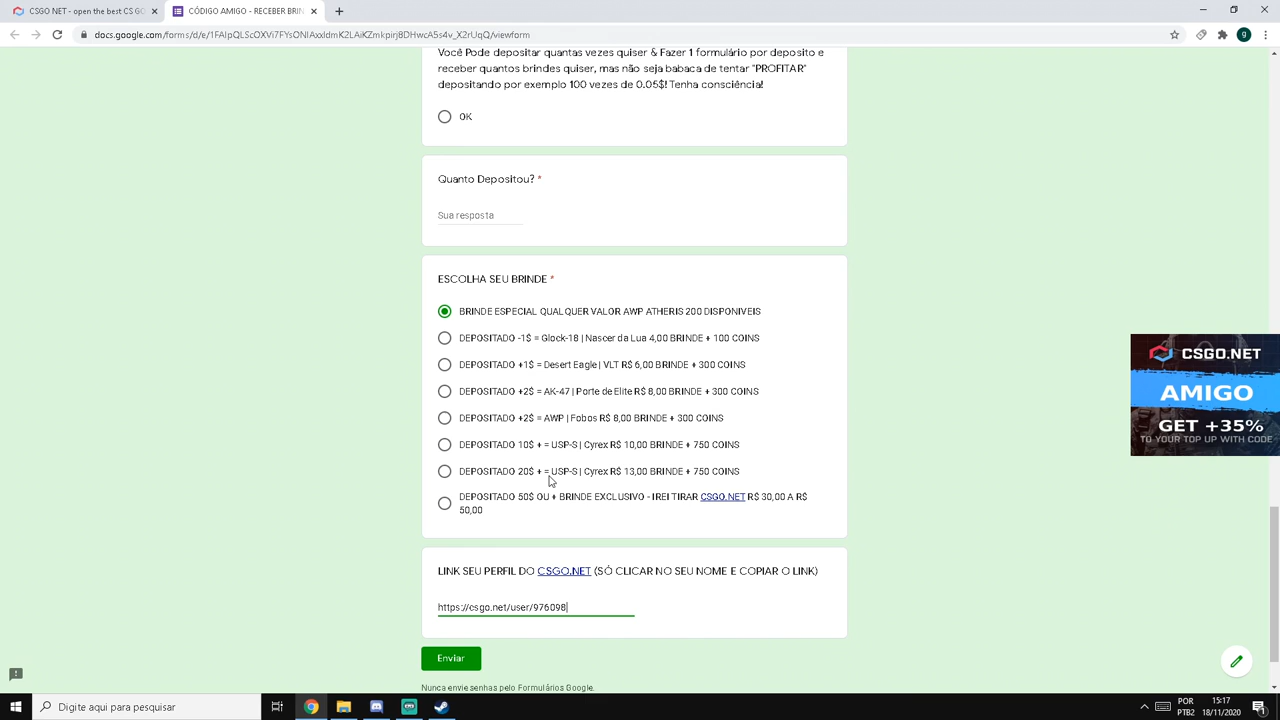 CSGO.NET - open the best CS GO
CÓDIGO AMIGO - RECEBER BRIN
docs.google.com/forms/d/e/1FAIpQLScOXVi7FYsONIAxxldmK2LAiKZmkpirj8DHwcA5s4v_X2rUqQ/viewform
g
Você Pode depositar quantas vezes quiser & Fazer 1 formulário por deposito e
receber quantos brindes quiser, mas não seja babaca de tentar "PROFITAR"
depositando por exemplo 100 vezes de 0.05$! Tenha consciência!
OK
Quanto Depositou? *
Sua resposta
ESCOLHA SEU BRINDE *
BRINDE ESPECIAL QUALQUER VALOR AWP ATHERIS 200 DISPONIVEIS
DEPOSITADO -1$ = Glock-18 | Nascer da Lua 4,00 BRINDE + 100 COINS
DEPOSITADO +1$ = Desert Eagle | VLT R$ 6,00 BRINDE + 300 COINS
DEPOSITADO +2$ = AK-47 | Porte de Elite R$ 8,00 BRINDE + 300 COINS
DEPOSITADO +2$ = AWP | Fobos R$ 8,00 BRINDE + 300 COINS
DEPOSITADO 10$ + = USP-S | Cyrex R$ 10,00 BRINDE + 750 COINS
DEPOSITADO 20$ + = USP-S | Cyrex R$ 13,00 BRINDE + 750 COINS
DEPOSITADO 50$ OU + BRINDE EXCLUSIVO - IREI TIRAR CSGO.NET R$ 30,00 A R$
50,00
CSGO.NET
AMIGO
GET +35%
TO YOUR TOP UP WITH CODE
LINK SEU PERFIL DO CSGO.NET (SÓ CLICAR NO SEU NOME E COPIAR O LINK)
https://csgo.net/user/976098
Enviar
Nunca envie senhas pelo Formulários Google.
Digite aqui para pesquisar
POR
PTB2
15:17
18/11/2020
1